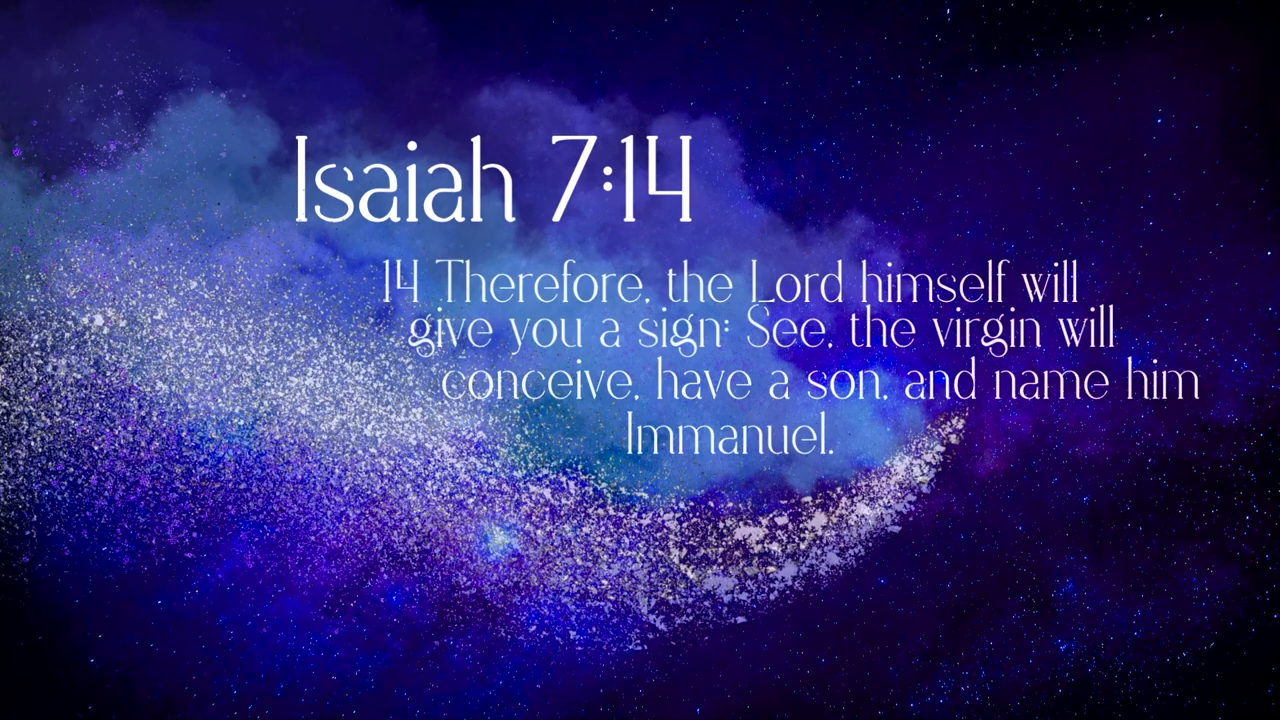 Isaiah 7:14
14 Therefore, the Lord himself will
give you a sign: See, the virgin will
conceive, have a son, and name him
Immanuel.